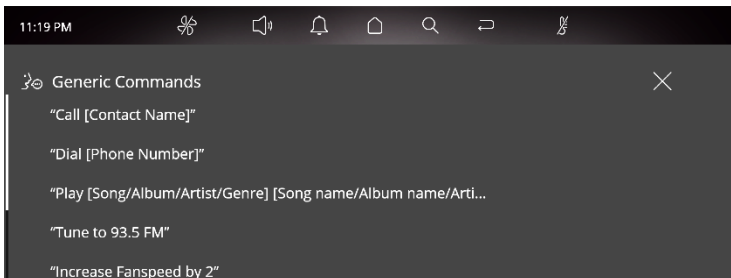 11:19 PM
Generic Commands
“Call [Contact Name]”
“Dial [Phone Number]”
“Play [Song/Album/Artist/Genre] [Song name/Album name/Arti...
“Tune to 93.5 FM”
“Increase Fanspeed by 2”